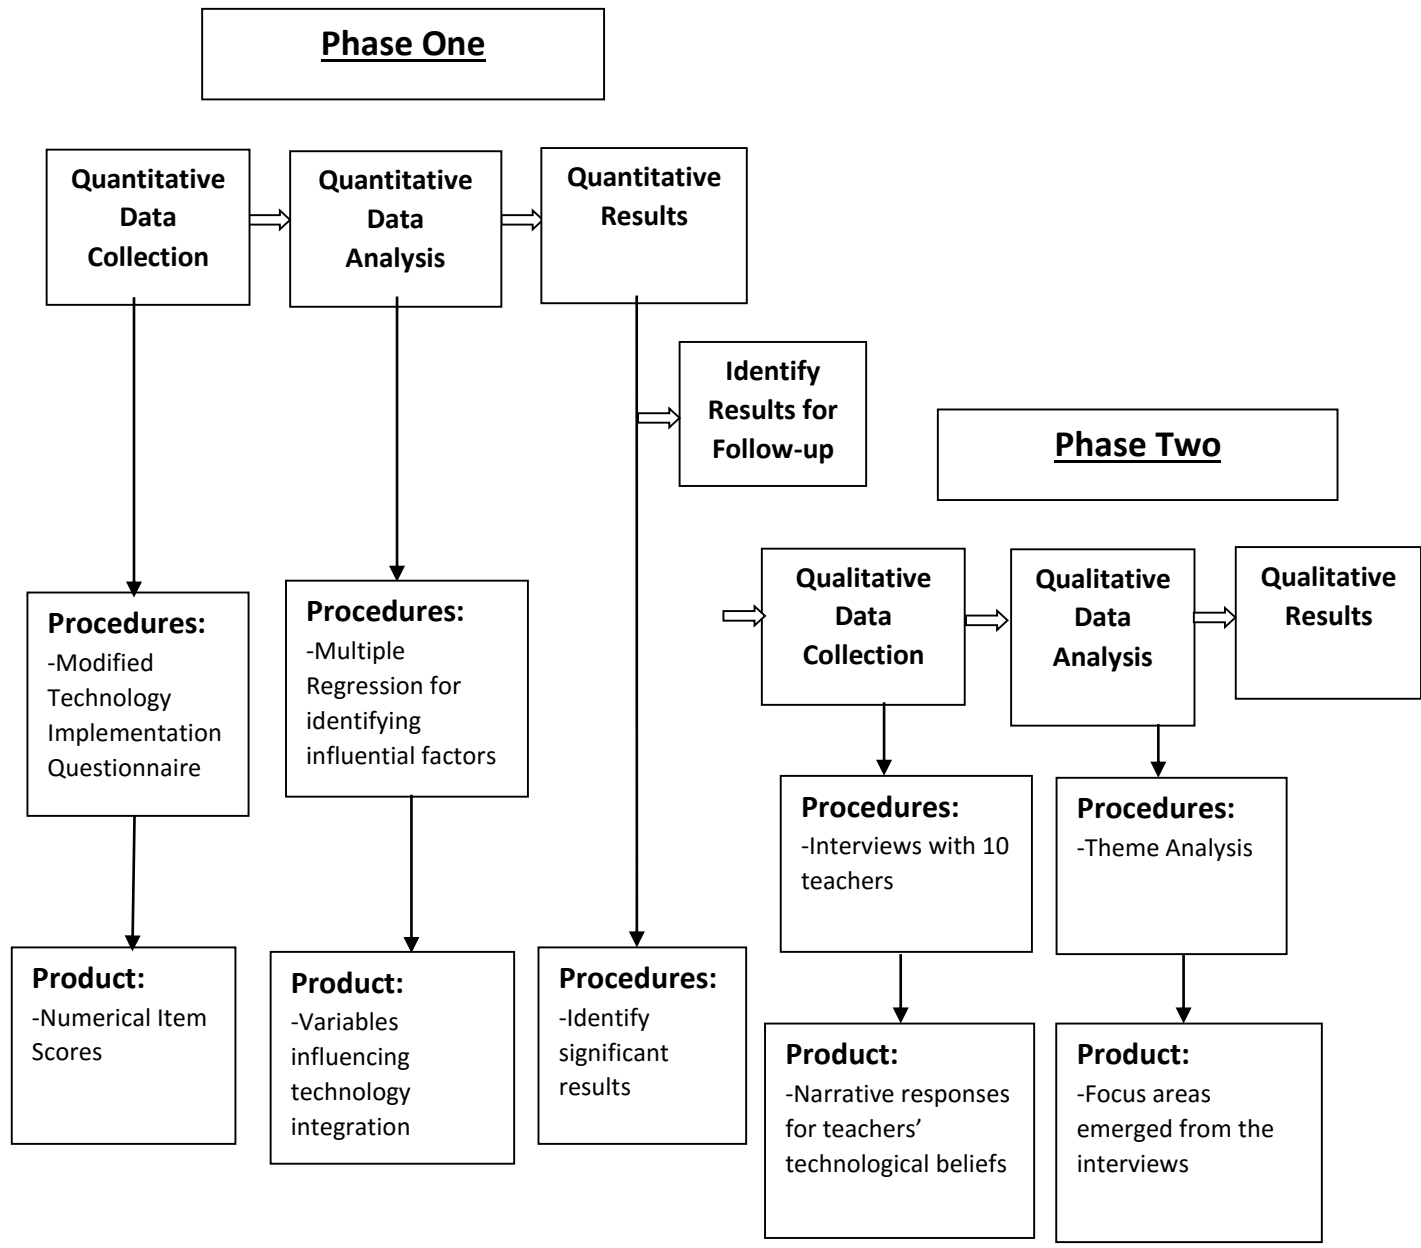 Phase One
Quantitative
Data
Collection
Quantitative
Data
Analysis
Quantitative
Results
Identify
Results for
Follow-up
Procedures:
-Modified
Technology
Implementation
Questionnaire
Procedures:
-Multiple
Regression for
identifying
influential factors
Product:
-Numerical Item
Scores
Product:
-Variables
influencing
technology
integration
Procedures:
-Identify
significant
results
Phase Two
Qualitative
Data
Collection
Qualitative
Data
Analysis
Qualitative
Results
Procedures:
-Interviews with 10
teachers
Procedures:
-Theme Analysis
Product:
-Narrative responses
for teachers’
technological beliefs
Product:
-Focus areas
emerged from the
interviews